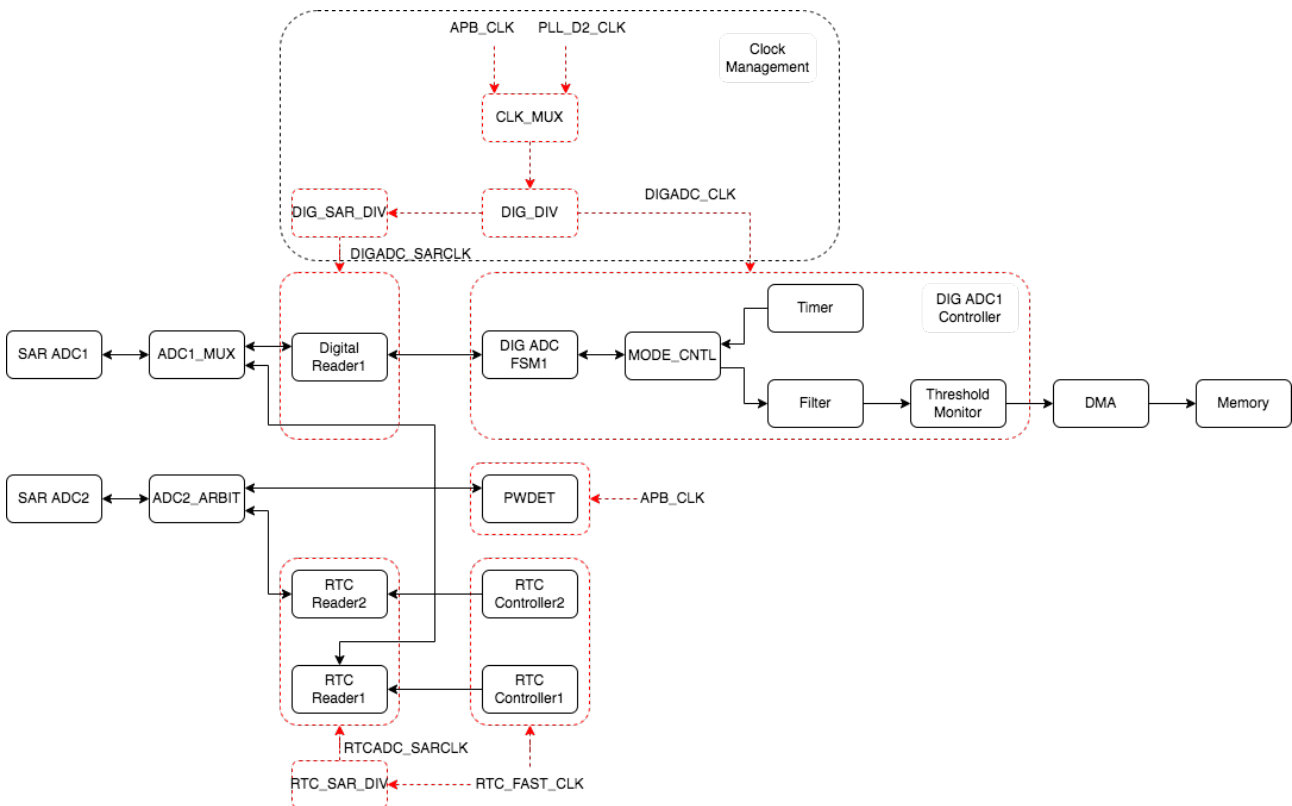 APB_CLK PLL_D2_CLK
Clock
Management
CLK_MUX
DIG_SAR_DIV
DIG_DIV
DIGADC_CLK
DIGADC_SARCLK
DIG ADC1
Controller
Timer
SAR ADC1
ADC1_MUX
Digital
Reader1
DIG ADC
FSM1
MODE_CNTL
Filter
Threshold
Monitor
DMA
Memory
SAR ADC2
ADC2_ARBIT
PWDET
APB_CLK
RTC
Reader2
RTC
Controller2
RTC
Reader1
RTC
Controller1
RTCADC_SARCLK
RTC_SAR_DIV
RTC_FAST_CLK